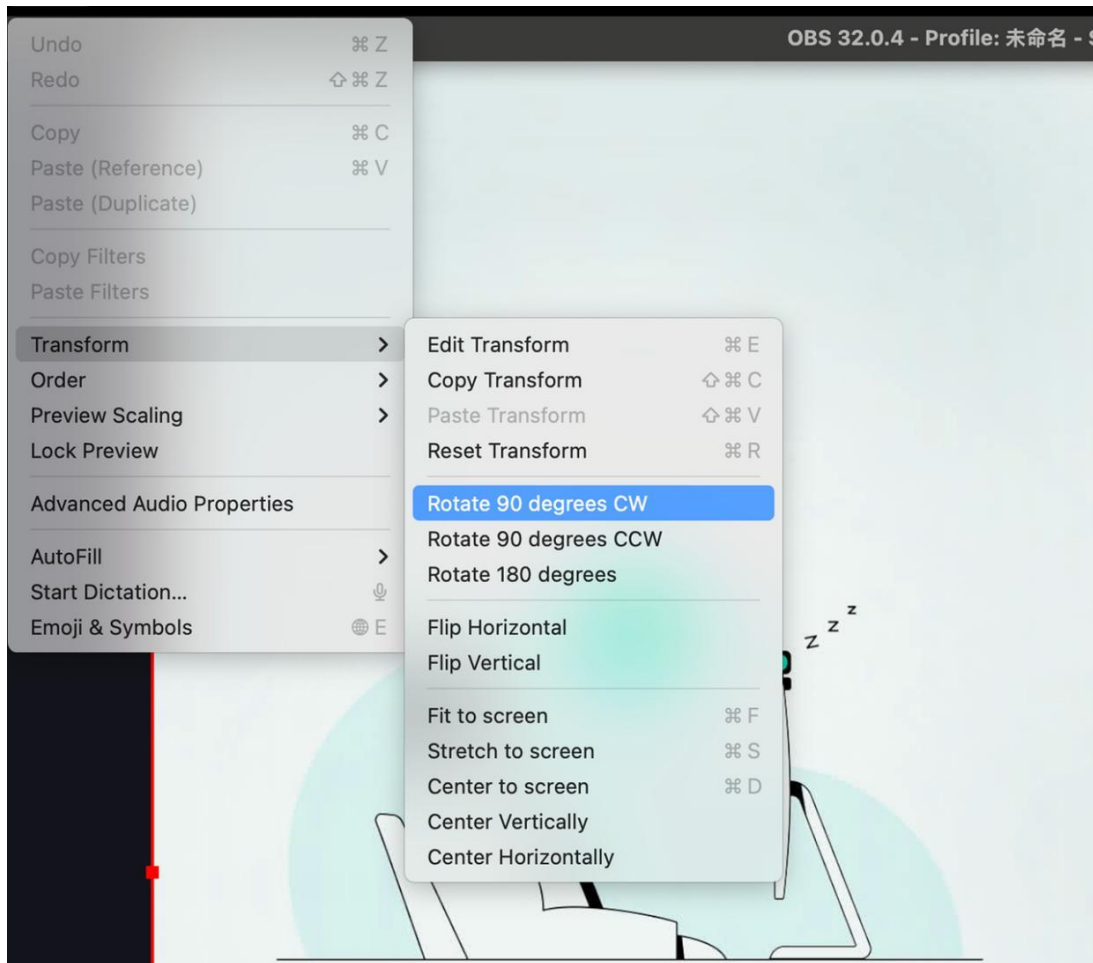 OBS 32.0.4 - Profile: 未命名 -
Undo ⌘ Z
Redo ⇧ ⌘ Z
Copy ⌘ C
Paste (Reference) ⌘ V
Paste (Duplicate)
Copy Filters
Paste Filters
Transform
Order
Preview Scaling
Lock Preview
Advanced Audio Properties
AutoFill
Start Dictation...
Emoji & Symbols E
Edit Transform ⌘ E
Copy Transform ⇧ ⌘ C
Paste Transform ⇧ ⌘ V
Reset Transform ⌘ R
Rotate 90 degrees CW
Rotate 90 degrees CCW
Rotate 180 degrees
Flip Horizontal
Flip Vertical
Fit to screen ⌘ F
Stretch to screen ⌘ S
Center to screen ⌘ D
Center Vertically
Center Horizontally
z z z